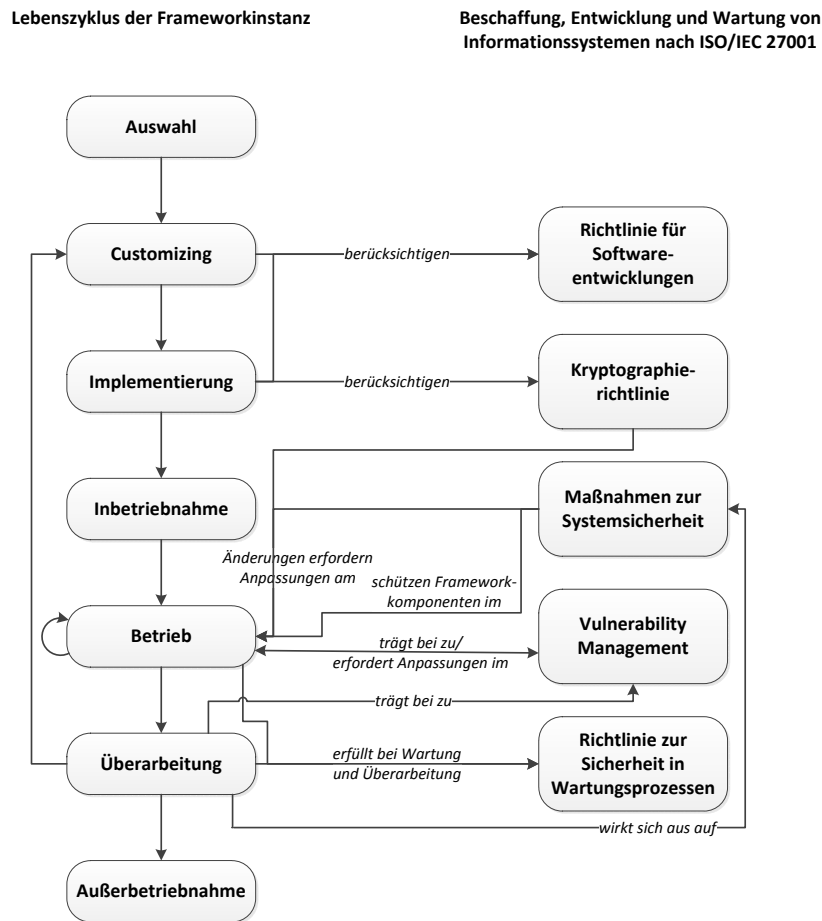 Lebenszyklus der Frameworkinstanz
Beschaffung, Entwicklung und Wartung von
Informationssystemen nach ISO/IEC 27001
Auswahl
Customizing
berücksichtigen
Richtlinie für
Software-
entwicklungen
Implementierung
berücksichtigen
Kryptographie-
richtlinie
Inbetriebnahme
Maßnahmen zur
Systemsicherheit
Änderungen erfordern
Anpassungen am
schützen Framework-
komponenten im
Betrieb
trägt bei zu/
erfordert Anpassungen im
Vulnerability
Management
trägt bei zu
Überarbeitung
erfüllt bei Wartung
und Überarbeitung
Richtlinie zur
Sicherheit in
Wartungsprozessen
wirkt sich aus auf
Außerbetriebnahme